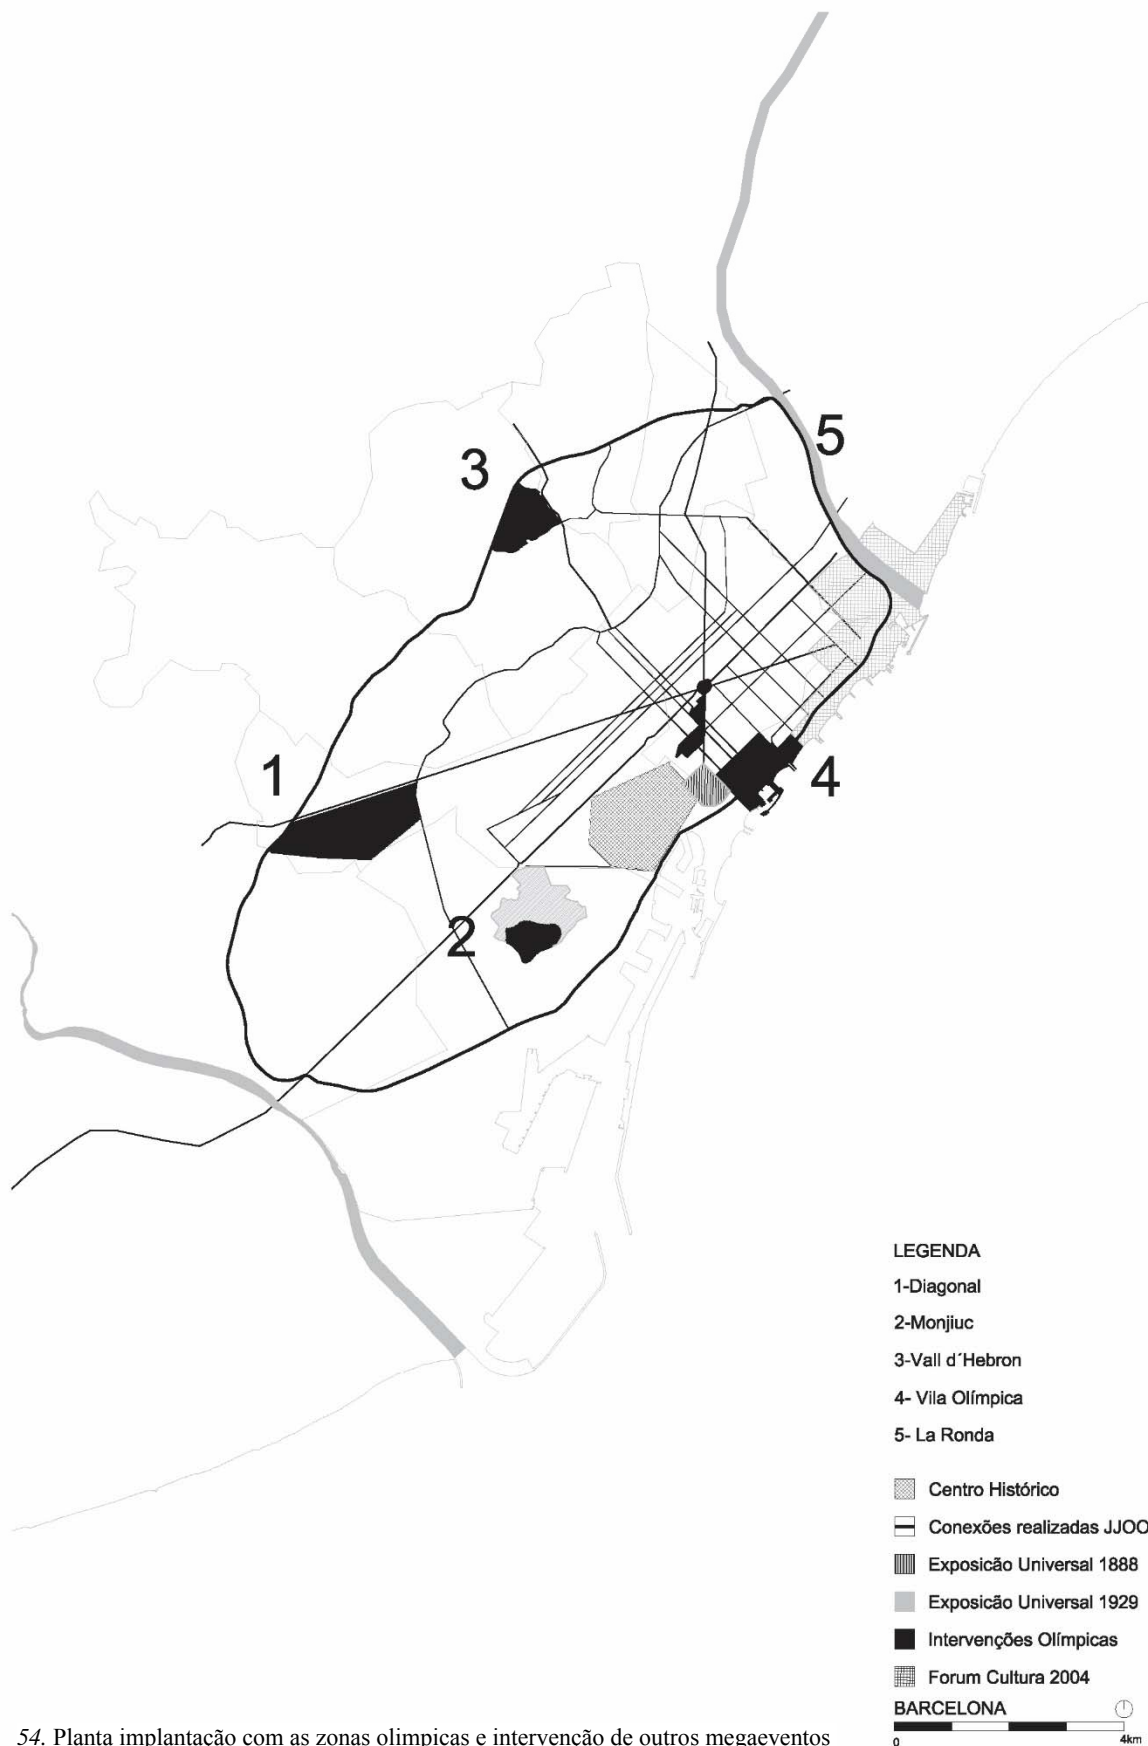 5
3
1
4
2
LEGENDA
1-Diagonal
2-Monjiuc
3-Vall d´Hebron
4- Vila Olímpica
5- La Ronda
Centro Histórico
Conexões realizadas JJOO
Exposicão Universal 1888
Exposicão Universal 1929
Intervenções Olímpicas
Forum Cultura 2004
BARCELONA
0 4km
54. Planta implantação com as zonas olimpicas e intervenção de outros megaeventos